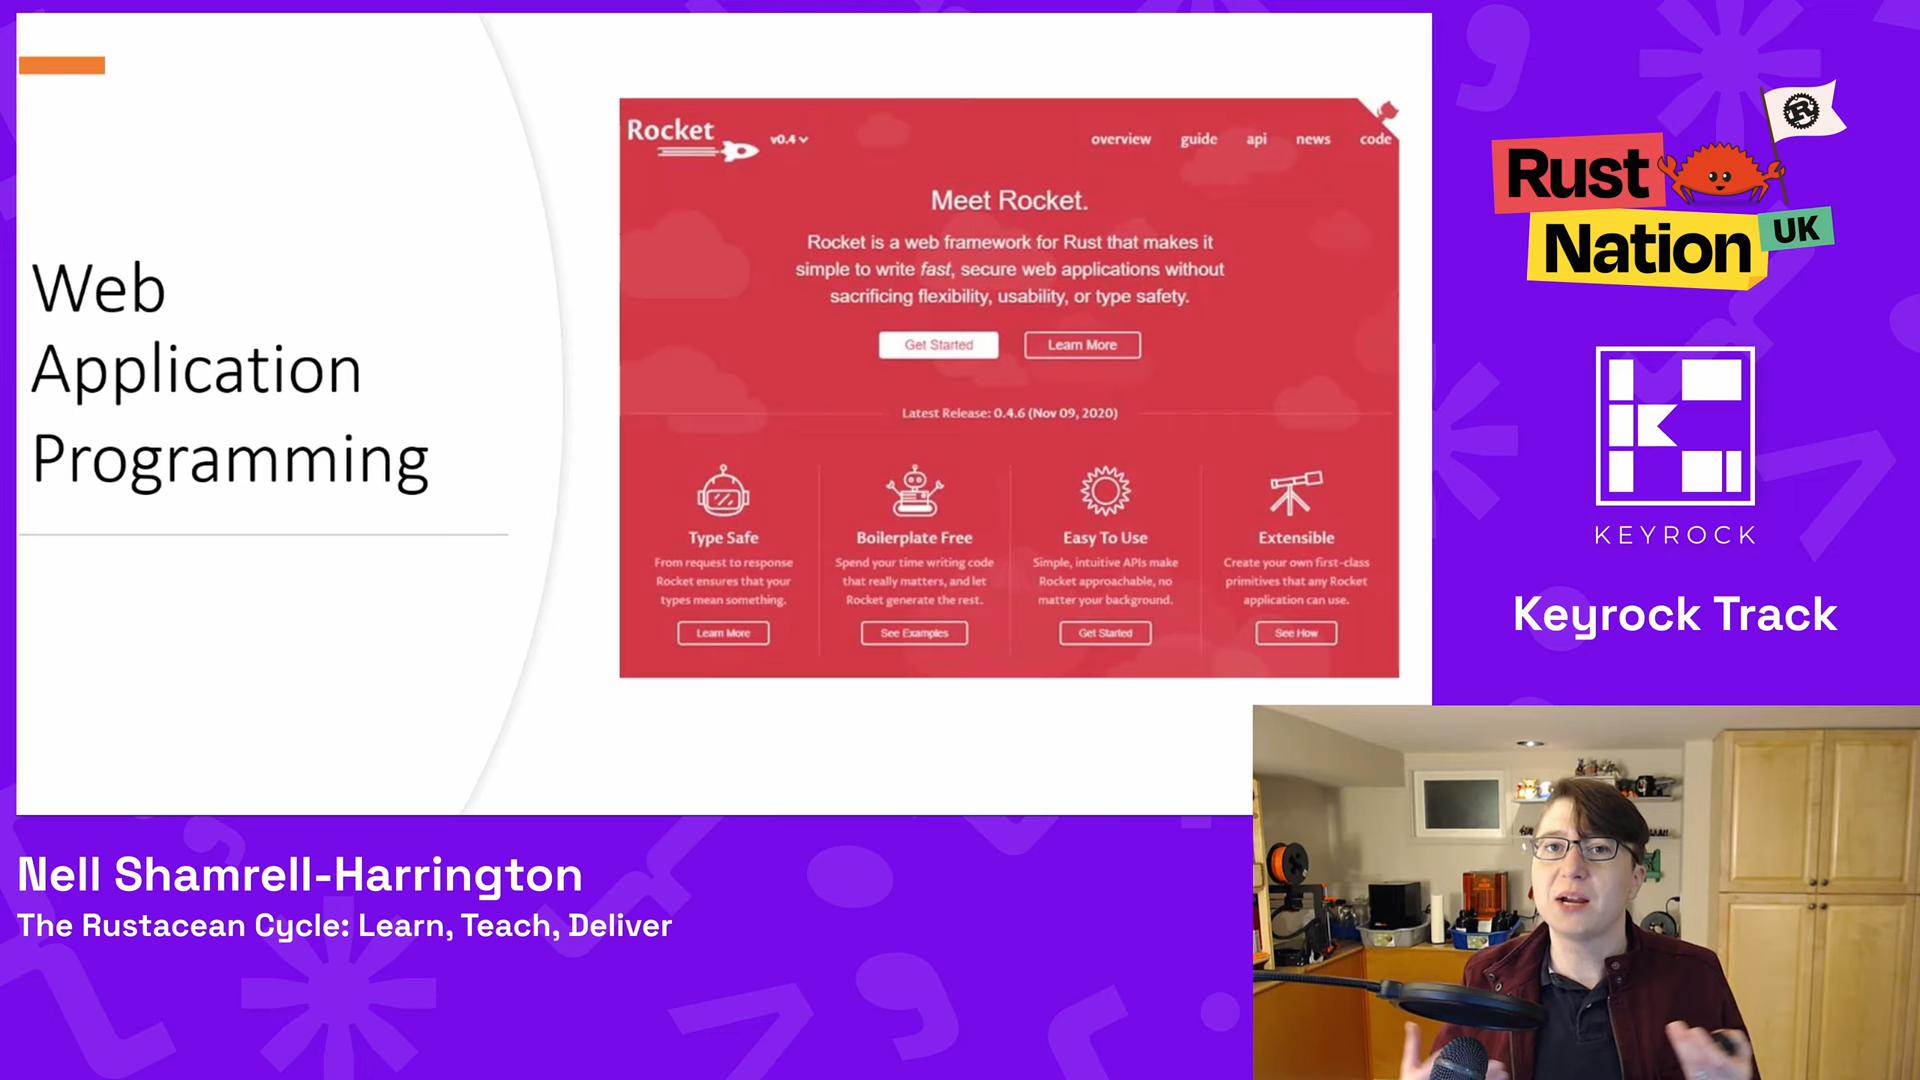 Web
Application
Programming
Rocket
v0.4
overview guide api news code
Meet Rocket.
Rocket is a web framework for Rust that makes it
simple to write fast, secure web applications without
sacrificing flexibility, usability, or type safety.
Get Started Learn More
Latest Release: 0.4.6 (Nov 09, 2020)
Type Safe
From request to response
Rocket ensures that your
types mean something.
Learn More
Boilerplate Free
Spend your time writing code
that really matters, and let
Rocket generate the rest.
See Examples
Easy To Use
Simple, intuitive APIs make
Rocket approachable, no
matter your background.
Get Started
Extensible
Create your own first-class
primitives that any Rocket
application can use.
See How
R
Rust
Nation
UK
K
KEYROCK
Keyrock Track
Nell Shamrell-Harrington
The Rustacean Cycle: Learn, Teach, Deliver